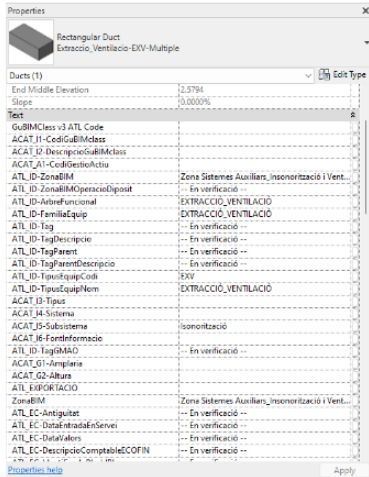 Properties X
Rectangular Duct
Extraccio_Ventilacio-EXV-Multiple
Ducts (1) Edit Type
End Middle Elevation 2.5794
Slope 0.0000%
Text
GuBIMClass v3 ATL Code
ACAT_I1-CodiGuBIMclass
ACAT_I2-DescripcioGuBIMclass
ACAT_A1-CodiGestioActiu
ATL_ID-ZonaBIM Zona Sistemes Auxiliars_Insonorització i Vent...
ATL_ID-ZonaBIMOperacioDiposit -- En verificació --
ATL_ID-ArbreFuncional EXTRACCIÓ_VENTILACIÓ
ATL_ID-FamiliaEquip EXTRACCIÓ_VENTILACIÓ
ATL_ID-Tag -- En verificació --
ATL_ID-TagDescripcio -- En verificació --
ATL_ID-TagParent -- En verificació --
ATL_ID-TagParentDescripcio -- En verificació --
ATL_ID-TipusEquipCodi EXV
ATL_ID-TipusEquipNom EXTRACCIÓ_VENTILACIÓ
ACAT_I3-Tipus
ACAT_I4-Sistema
ACAT_I5-Subsistema Isonorització
ACAT_I6-FontInformacio
ATL_ID-TagGMAO -- En verificació --
ACAT_G1-Amplaria
ACAT_G2-Altura
ATL_EXPORTACIO
ZonaBIM Zona Sistemes Auxiliars_Insonorització i Vent...
ATL_EC-Antiguitat -- En verificació --
ATL_EC-DataEntradaEnServei -- En verificació --
ATL_EC-DataValors -- En verificació --
ATL_EC-DescripcioComptableECOFIN -- En verificació --
Properties help Apply